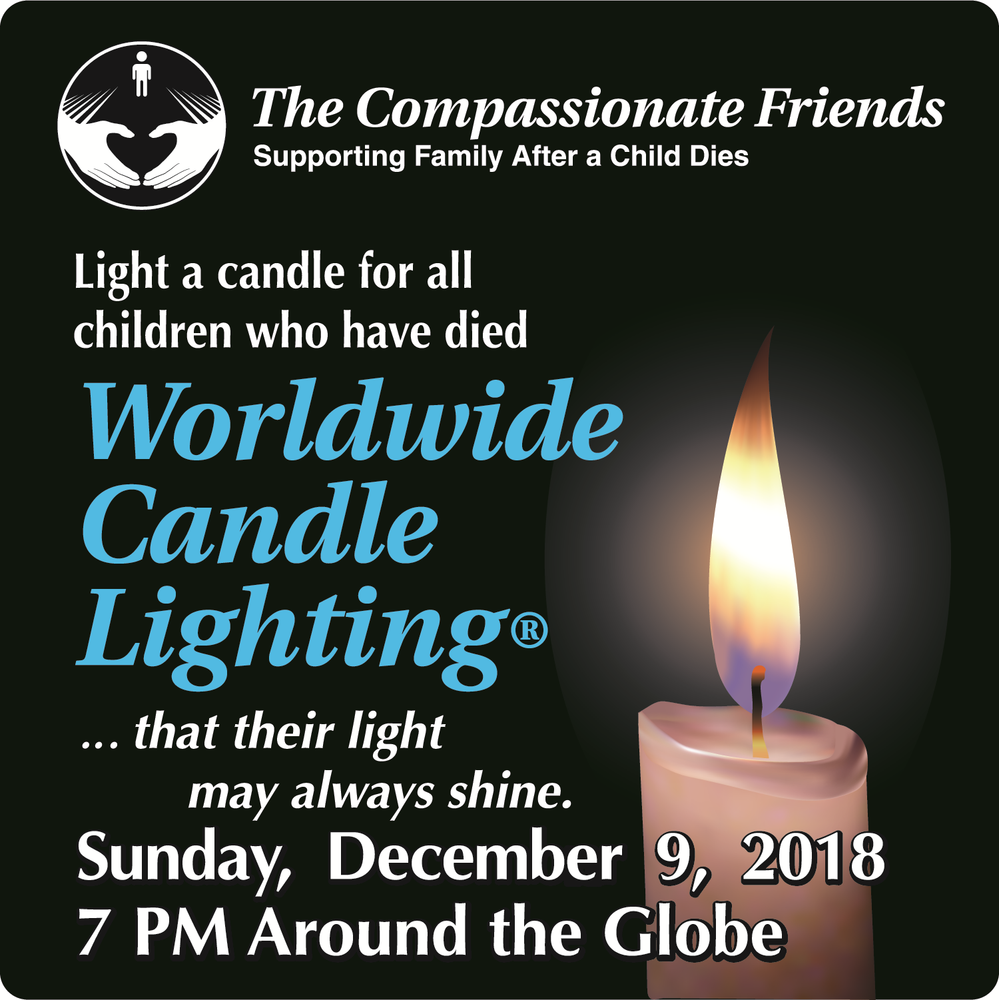 The Compassionate Friends
Supporting Family After a Child Dies
Light a candle for all
children who have died
Worldwide
Candle
Lighting®
... that their light
may always shine.
Sunday, December 9, 2018
7 PM Around the Globe